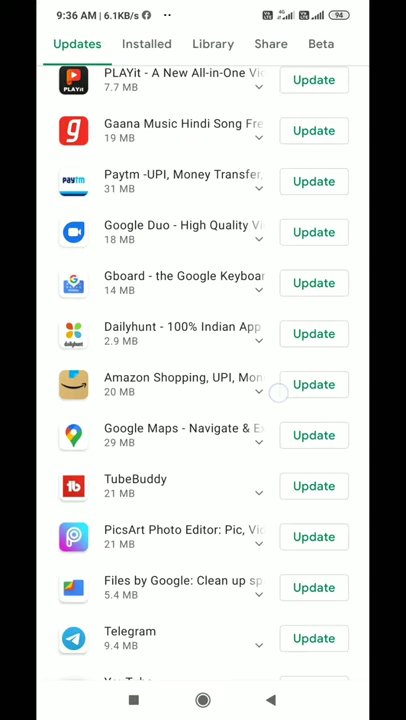 9:36 AM | 6.1KB/s
4G
94
Updates Installed Library Share Beta
PLAYit - A New All-in-One Vi
7.7 MB
Update
PLAYit
Gaana Music Hindi Song Fre
19 MB
Update
g
Paytm -UPI, Money Transfer,
31 MB
Update
paytm
Google Duo - High Quality Vi
18 MB
Update
Gboard - the Google Keyboar
14 MB
Update
G
Dailyhunt - 100% Indian App
2.9 MB
Update
dailyhunt
Amazon Shopping, UPI, Mon
20 MB
Update
Google Maps - Navigate & E
29 MB
Update
TubeBuddy
21 MB
Update
tb
PicsArt Photo Editor: Pic, Vi
21 MB
Update
Files by Google: Clean up sp
5.4 MB
Update
Telegram
9.4 MB
Update